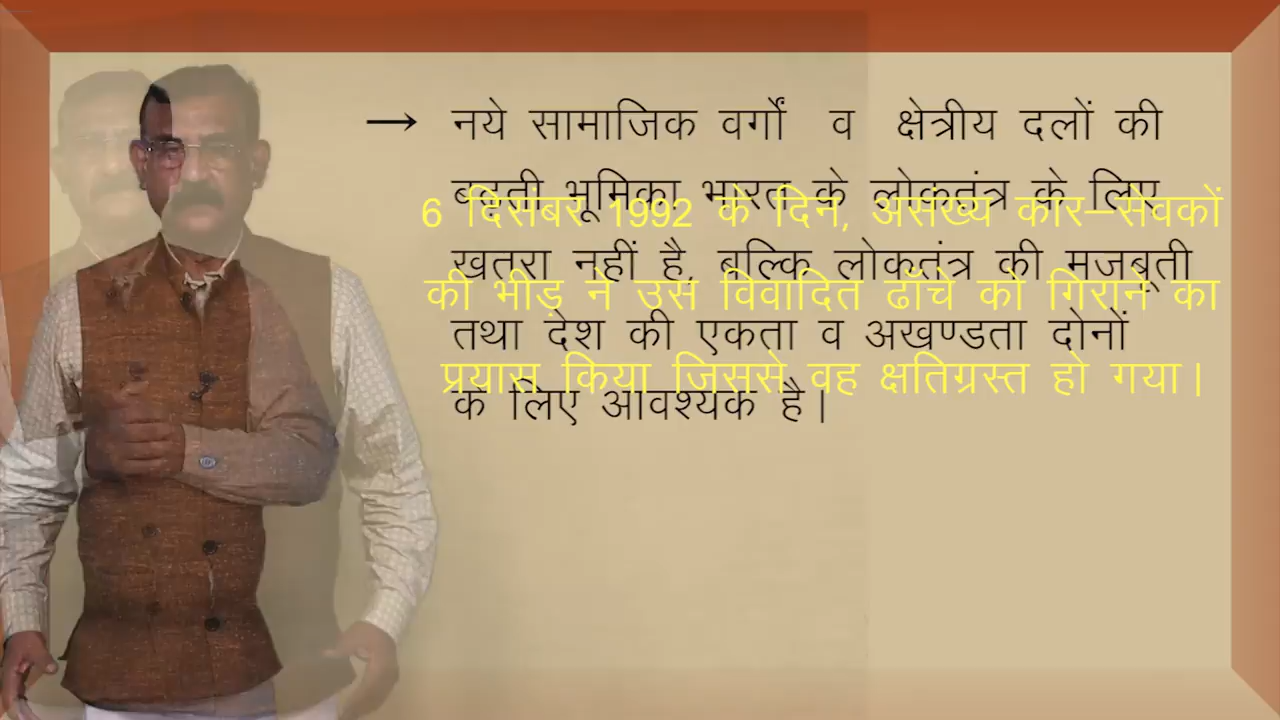 → नये सामाजिक वर्गों व क्षेत्रीय दलों की
बढ़ती भूमिका भारत के लोकतंत्र के लिए
खतरा नहीं है, बल्कि लोकतंत्र की मजबूती
तथा देश की एकता व अखण्डता दोनों
के लिए आवश्यक है।
6 दिसंबर 1992 के दिन, असंख्य कार–सेवकों
की भीड़ ने उस विवादित ढाँचे को गिराने का
प्रयास किया जिससे वह क्षतिग्रस्त हो गया।